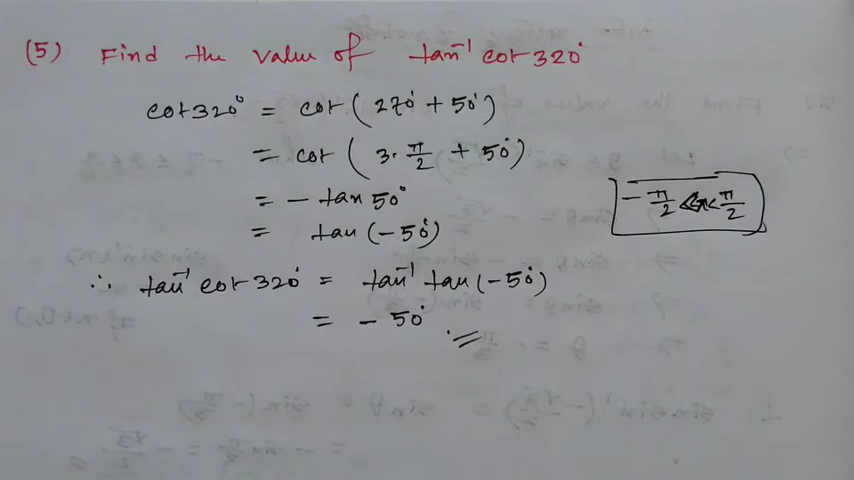 (5) Find the value of tan⁻¹ cot 320°
cot 320° = cot (270° + 50°)
= cot (3. π/2 + 50°)
= - tan 50°
= tan (-50°)
∴ tan⁻¹ cot 320° = tan⁻¹ tan (-50°)
= - 50°
- π/2 < x < π/2